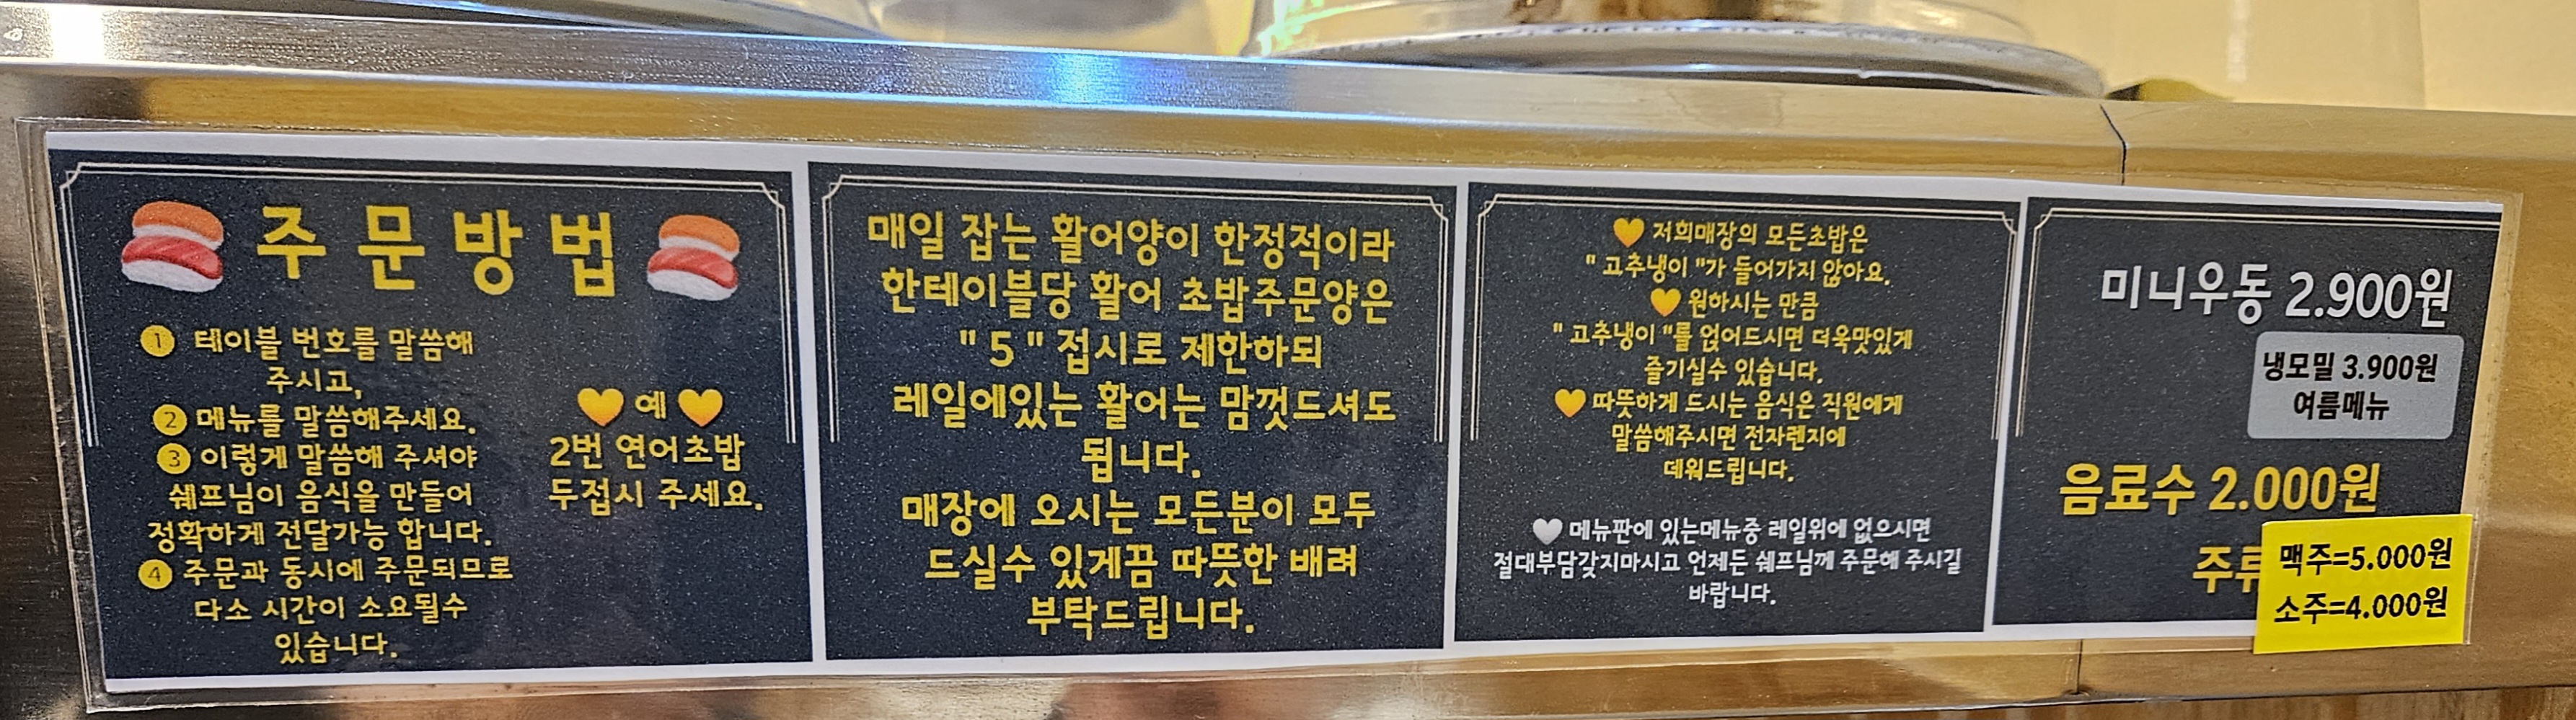 주문방법
1 테이블 번호를 말씀해
주시고,
2 메뉴를 말씀해주세요.
3 이렇게 말씀해 주셔야
쉐프님이 음식을 만들어
정확하게 전달가능 합니다.
4 주문과 동시에 주문되므로
다소 시간이 소요될수
있습니다.
🧡 예 🧡
2번 연어초밥
두접시 주세요.
매일 잡는 활어양이 한정적이라
한테이블당 활어 초밥주문양은
" 5 " 접시로 제한하되
레일에있는 활어는 맘껏드셔도
됩니다.
매장에 오시는 모든분이 모두
드실수 있게끔 따뜻한 배려
부탁드립니다.
🧡 저희매장의 모든초밥은
" 고추냉이 "가 들어가지 않아요.
🧡 원하시는 만큼
" 고추냉이 "를 얹어드시면 더욱맛있게
즐기실수 있습니다.
🧡 따뜻하게 드시는 음식은 직원에게
말씀해주시면 전자렌지에
데워드립니다.
🤍 메뉴판에 있는메뉴중 레일위에 없으시면
절대부담갖지마시고 언제든 쉐프님께 주문해 주시길
바랍니다.
미니우동 2.900원
냉모밀 3.900원
여름메뉴
음료수 2.000원
주류
맥주=5.000원
소주=4.000원